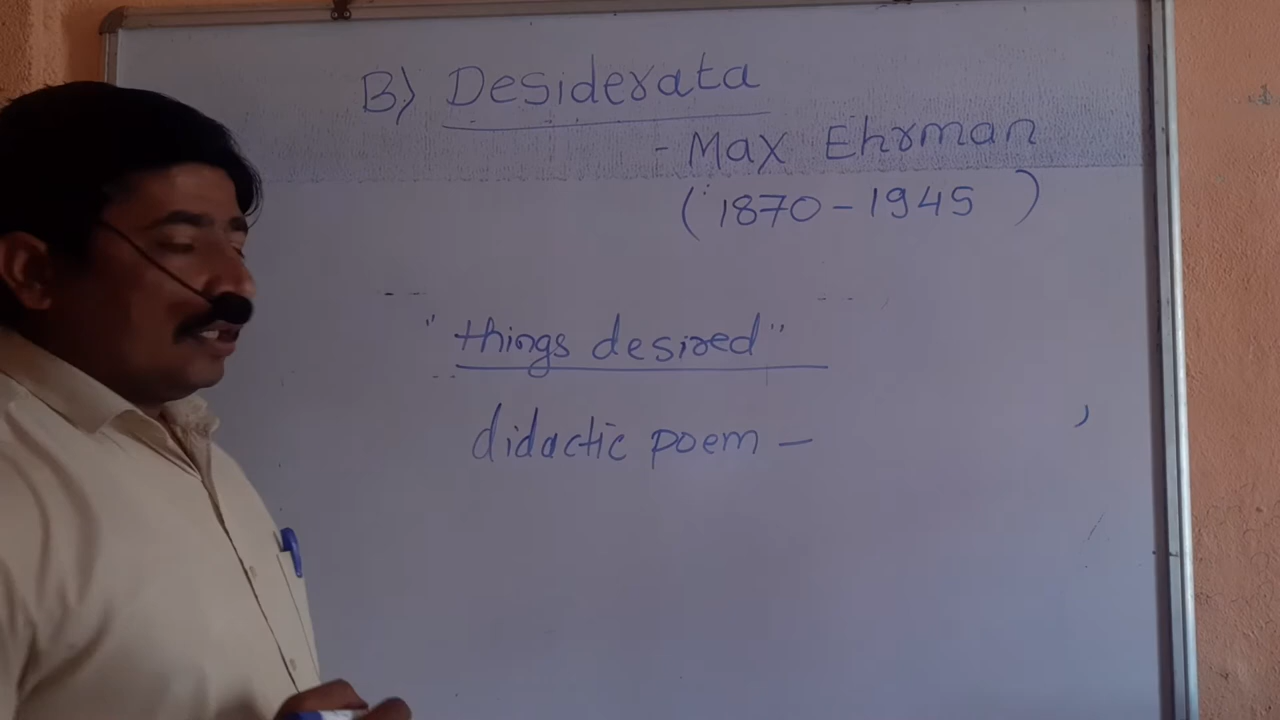 B) Desiderata
- Max Ehrman
(1870-1945)
"things desired"
didactic poem -